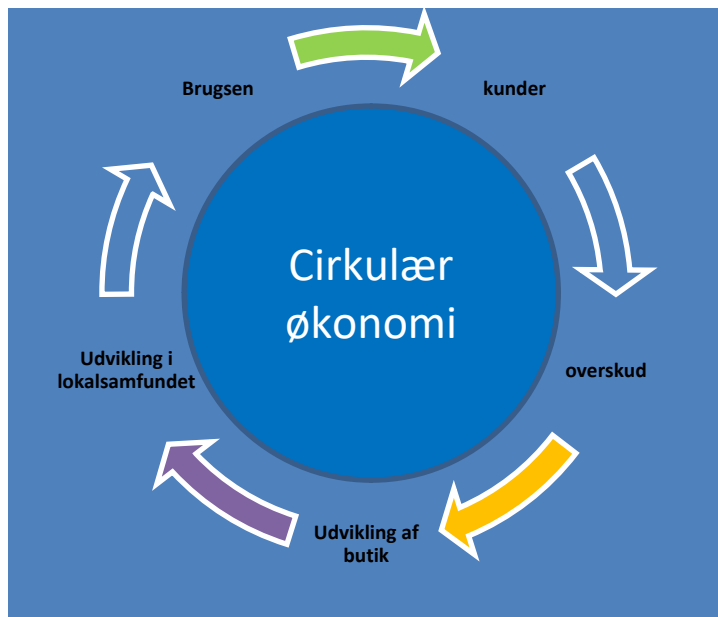 Brugsen
kunder
Cirkulær
økonomi
overskud
Udvikling af
butik
Udvikling i
lokalsamfundet